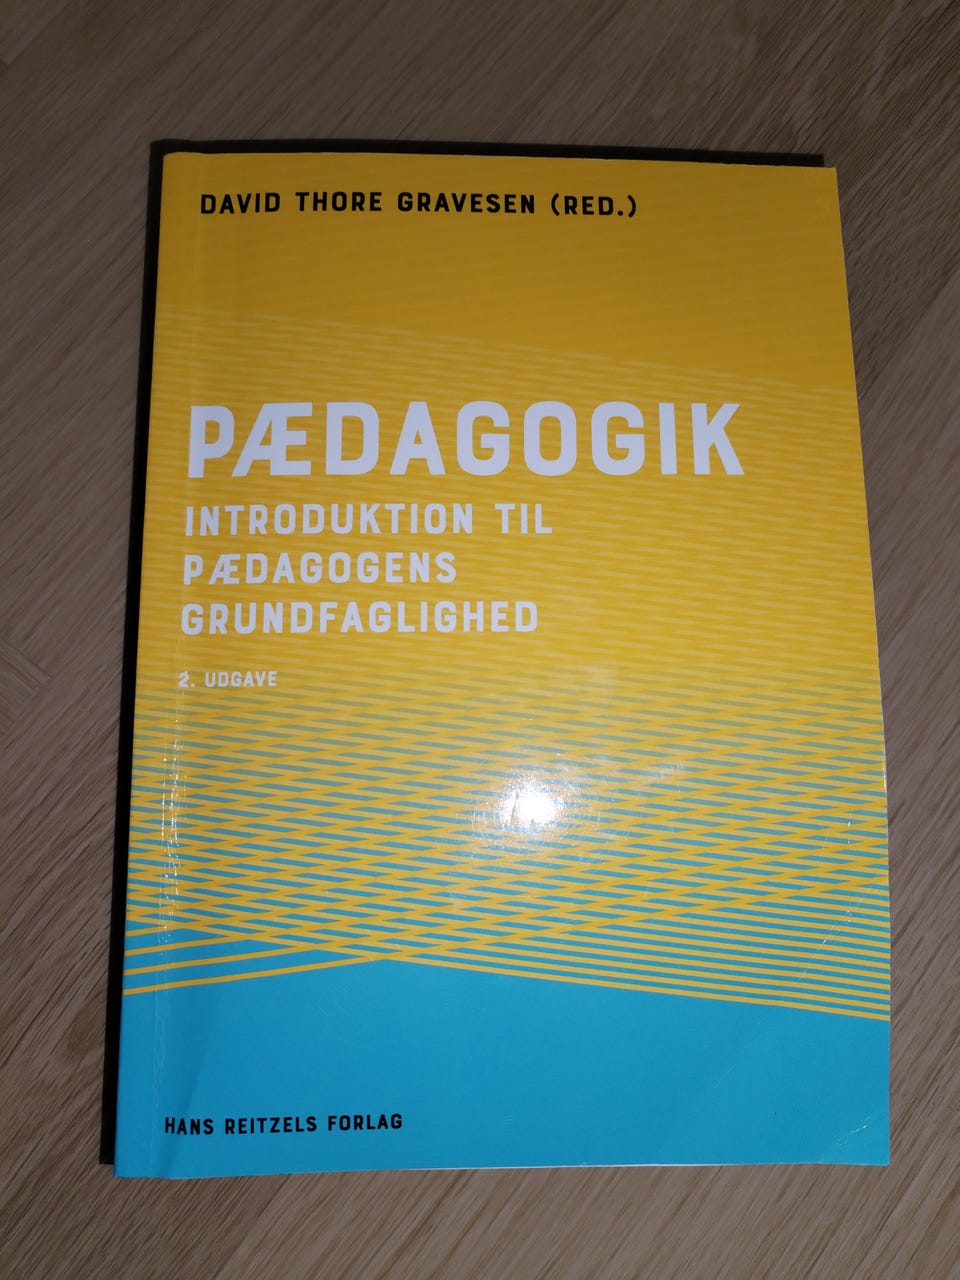 DAVID THORE GRAVESEN (RED.)
PÆDAGOGIK
INTRODUKTION TIL
PÆDAGOGENS
GRUNDFAGLIGHED
2. UDGAVE
HANS REITZELS FORLAG